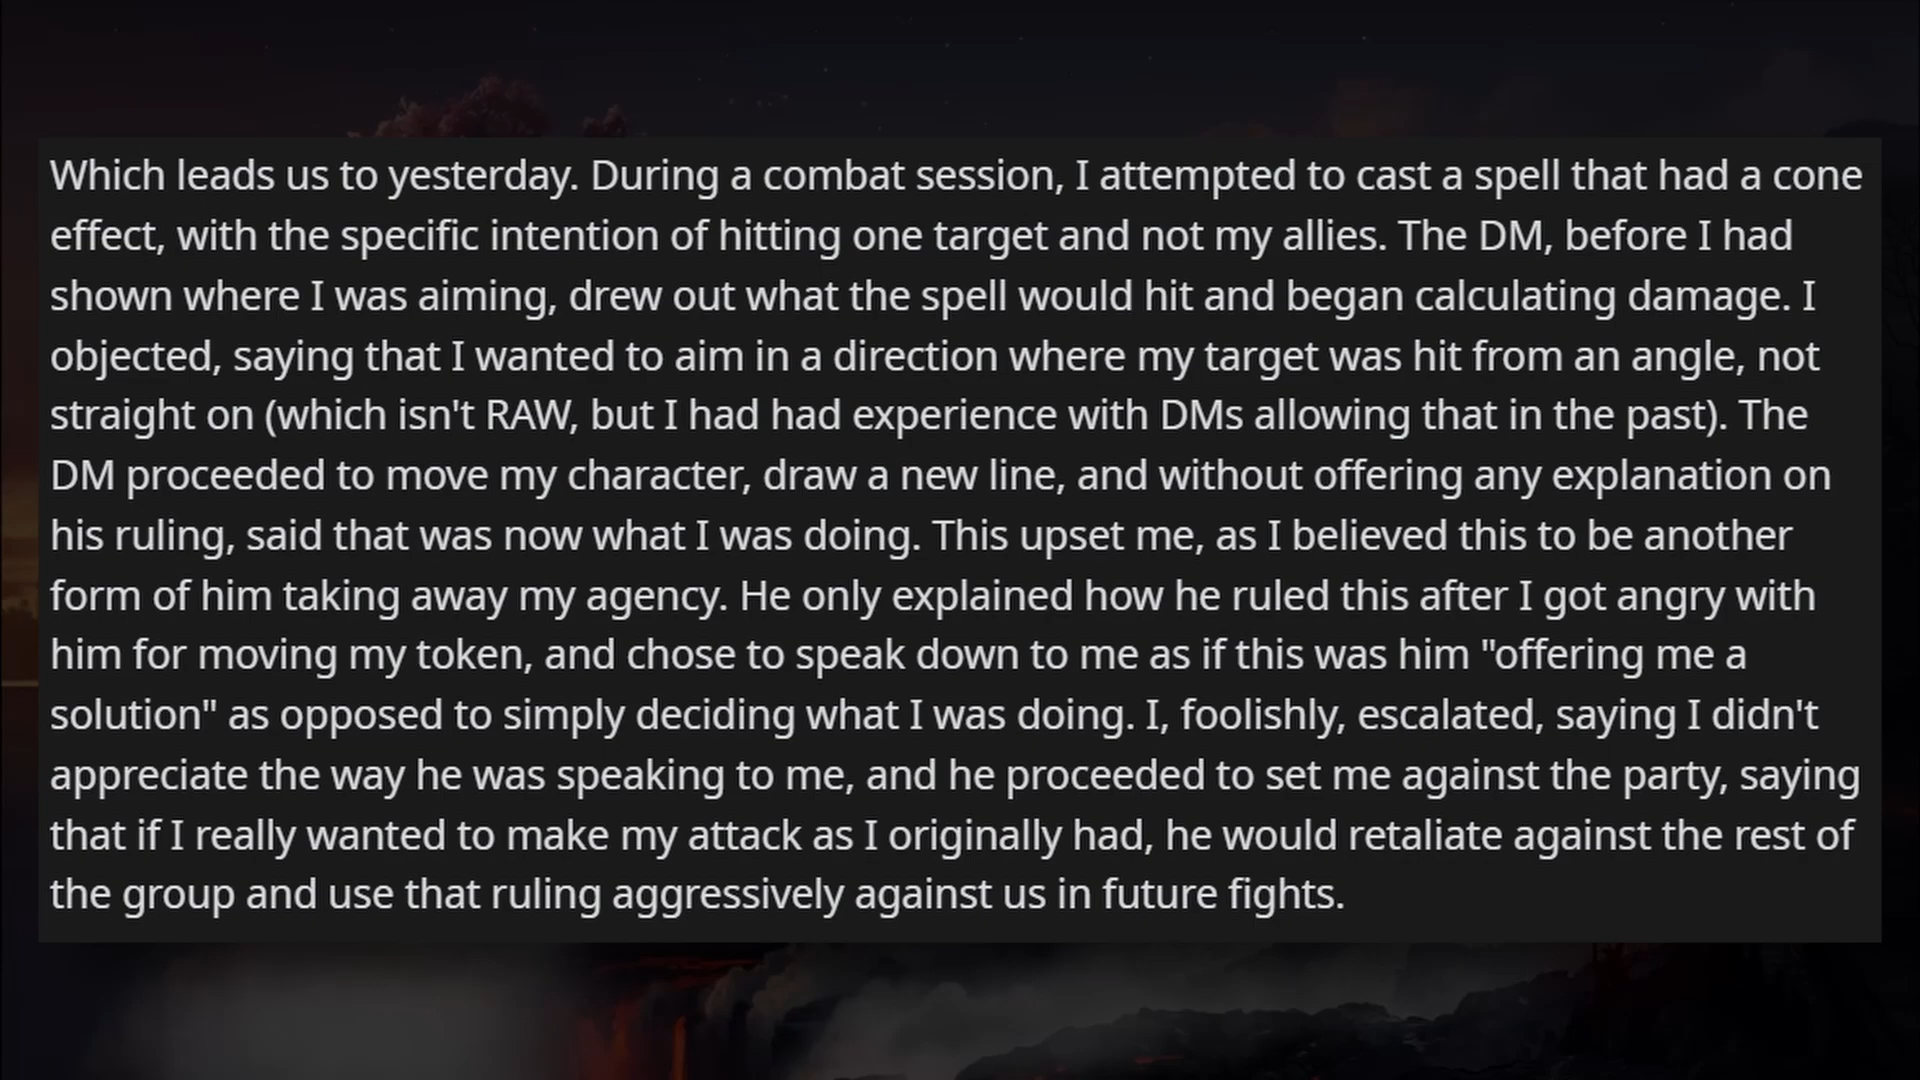 Which leads us to yesterday. During a combat session, I attempted to cast a spell that had a cone
effect, with the specific intention of hitting one target and not my allies. The DM, before I had
shown where I was aiming, drew out what the spell would hit and began calculating damage. I
objected, saying that I wanted to aim in a direction where my target was hit from an angle, not
straight on (which isn't RAW, but I had had experience with DMs allowing that in the past). The
DM proceeded to move my character, draw a new line, and without offering any explanation on
his ruling, said that was now what I was doing. This upset me, as I believed this to be another
form of him taking away my agency. He only explained how he ruled this after I got angry with
him for moving my token, and chose to speak down to me as if this was him "offering me a
solution" as opposed to simply deciding what I was doing. I, foolishly, escalated, saying I didn't
appreciate the way he was speaking to me, and he proceeded to set me against the party, saying
that if I really wanted to make my attack as I originally had, he would retaliate against the rest of
the group and use that ruling aggressively against us in future fights.